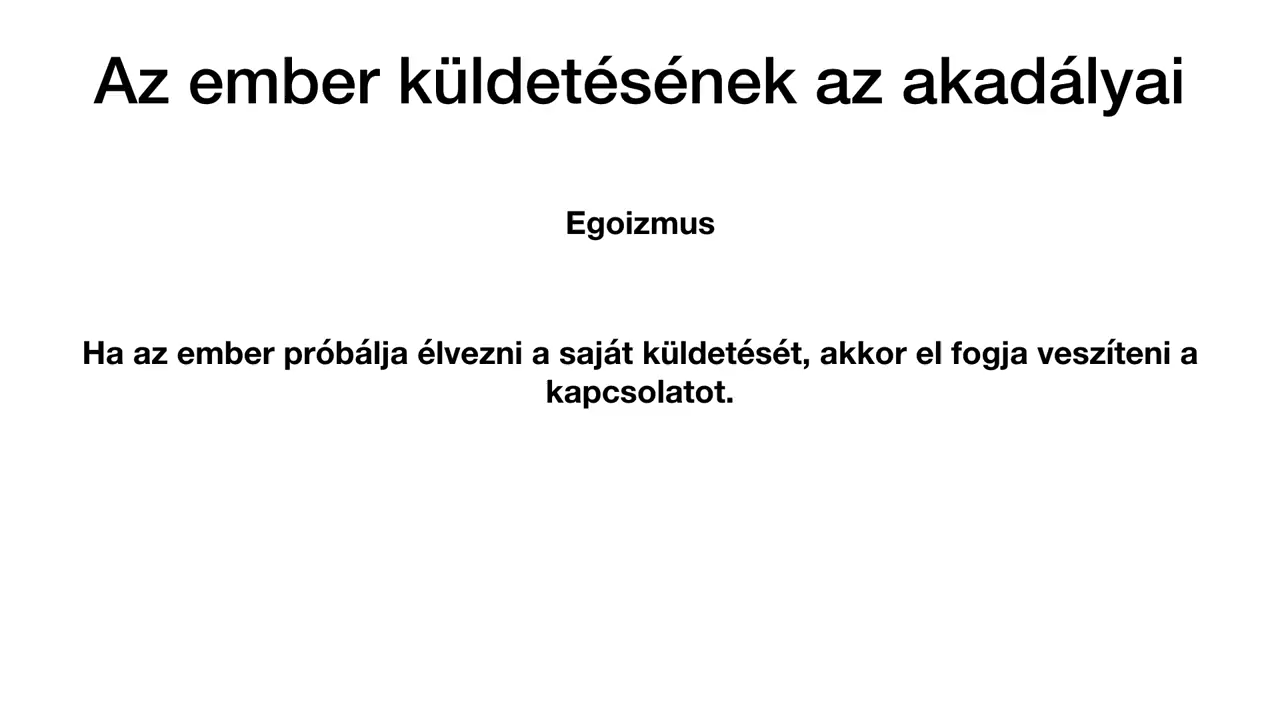 Az ember küldetésének az akadályai
Egoizmus
Ha az ember próbálja élvezni a saját küldetését, akkor el fogja veszíteni a
kapcsolatot.